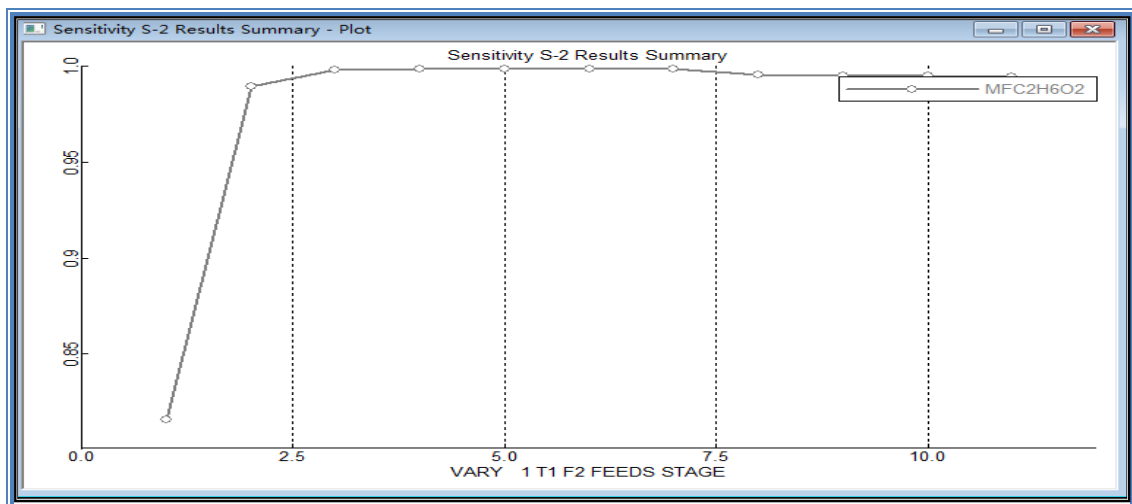 Sensitivity S-2 Results Summary - Plot
Sensitivity S-2 Results Summary
1.0
MFC2H6O2
0.95
0.9
0.85
0.0 2.5 5.0 7.5 10.0
VARY 1 T1 F2 FEEDS STAGE